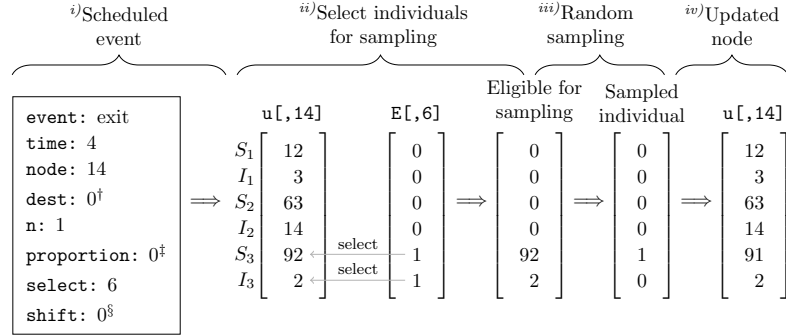 i)Scheduled event
ii)Select individuals for sampling
iii)Random sampling
iv)Updated node
event: exit
time: 4
node: 14
dest: 0†
n: 1
proportion: 0‡
select: 6
shift: 0§
u[,14] E[,6] Eligible for sampling Sampled individual u[,14]
S1 12 0 0 0 12
I1 3 0 0 0 3
S2 63 0 0 0 63
I2 14 0 0 0 14
S3 92 select 1 92 1 91
I3 2 select 1 2 0 2
⟹ ⟹ ⟹ ⟹